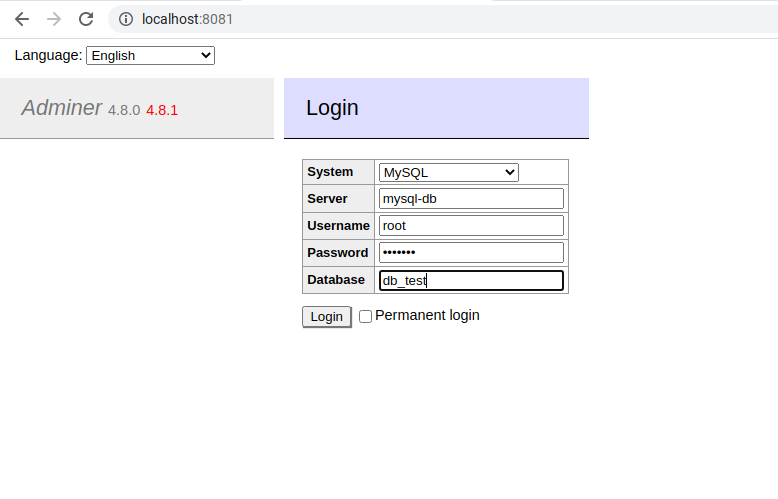 localhost:8081
Language: English
Adminer 4.8.0 4.8.1
Login
System MySQL
Server mysql-db
Username root
Password •••••••
Database db_test
Login Permanent login